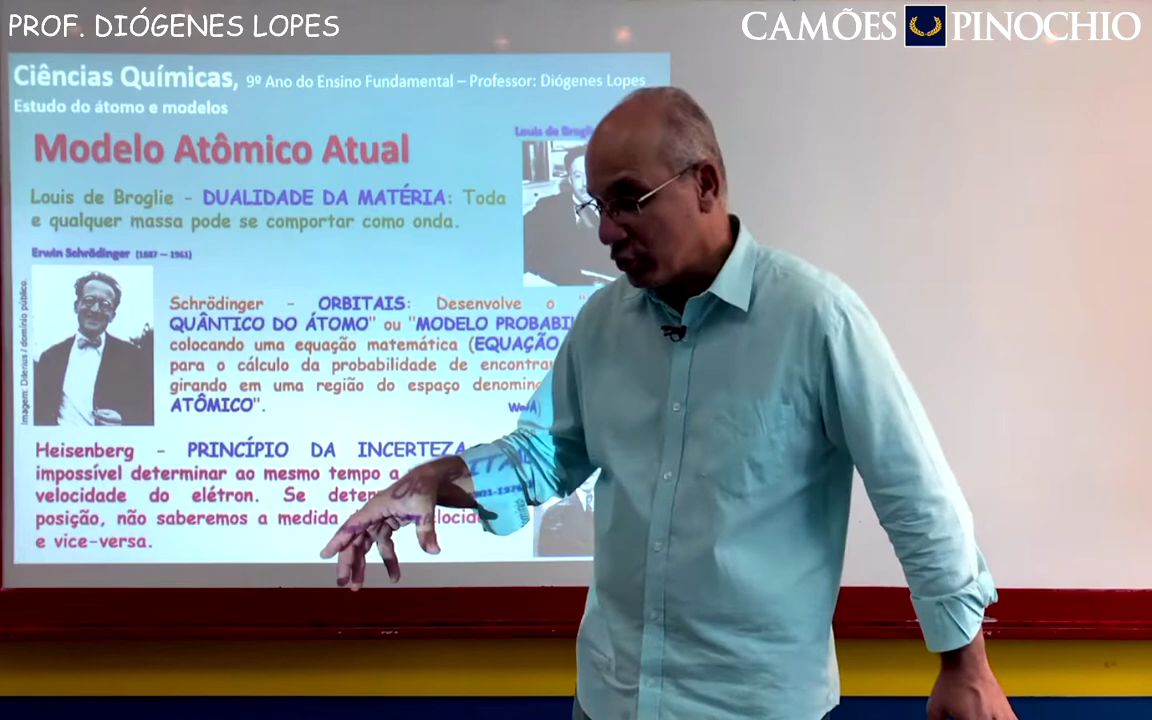 PROF. DIÓGENES LOPES
CAMÕES PINOCHIO
Ciências Químicas, 9º Ano do Ensino Fundamental – Professor: Diógenes Lopes
Estudo do átomo e modelos
Modelo Atômico Atual
Louis de
Louis de Broglie - DUALIDADE DA MATÉRIA: Toda
e qualquer massa pode se comportar como onda.
Erwin Schrödinger (1887 – 1961)
Imagem: Dilerius / domínio público.
Schrödinger - ORBITAIS: Desenvolve o "
QUÂNTICO DO ÁTOMO" ou "MODELO PROBABI
colocando uma equação matemática (EQUAÇÃO
para o cálculo da probabilidade de encontra
girando em uma região do espaço denomin
ATÔMICO".
Heisenberg - PRINCÍPIO DA INCERTEZA
impossível determinar ao mesmo tempo a
velocidade do elétron. Se deter
posição, não saberemos a medida
e vice-versa.